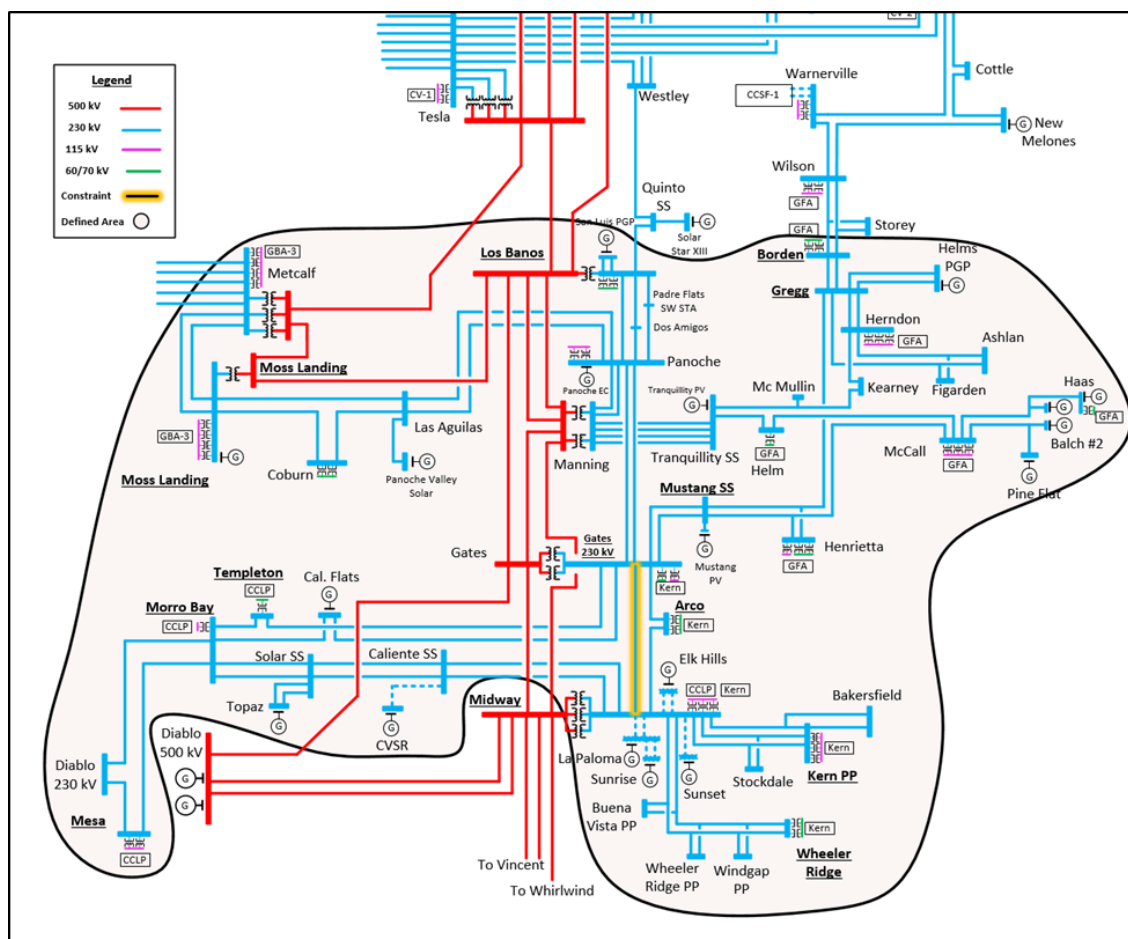 CV-2
Legend
500 kV
230 kV
115 kV
60/70 kV
Constraint
Defined Area
CV-1
Tesla
Westley
Warnerville
CCSF-1
Cottle
G
New
Melones
Wilson
GFA
Quinto
SS
G
Solar
Star XIII
San Luis PGP
G
GFA
Storey
Borden
Helms
PGP
G
GBA-3
Metcalf
Los Banos
Gregg
Padre Flats
SW STA
Dos Amigos
Herndon
GFA
Ashlan
Moss Landing
Panoche
G
Panoche EC
Tranquillity PV
G
Mc Mullin
Kearney
Figarden
Haas
G
G
GFA
G
Balch #2
GBA-3
G
Moss Landing
Las Aguilas
Coburn
G
Panoche Valley
Solar
Manning
Tranquillity SS
Helm
GFA
McCall
GFA
G
Pine Flat
Mustang SS
Gates
Gates
230 kV
G
Mustang
PV
Henrietta
GFA
Kern
Templeton
CCLP
Cal. Flats
G
Arco
Kern
Morro Bay
CCLP
Solar SS
Caliente SS
Elk Hills
G
CCLP
Kern
Midway
Bakersfield
Topaz
G
G
CVSR
Diablo
500 kV
G
G
La Paloma
G
Sunrise
G
G
Sunset
Stockdale
Kern
Kern PP
Diablo
230 kV
Mesa
CCLP
Buena
Vista PP
Kern
Wheeler
Ridge
Wheeler
Ridge PP
Windgap
PP
To Vincent
To Whirlwind